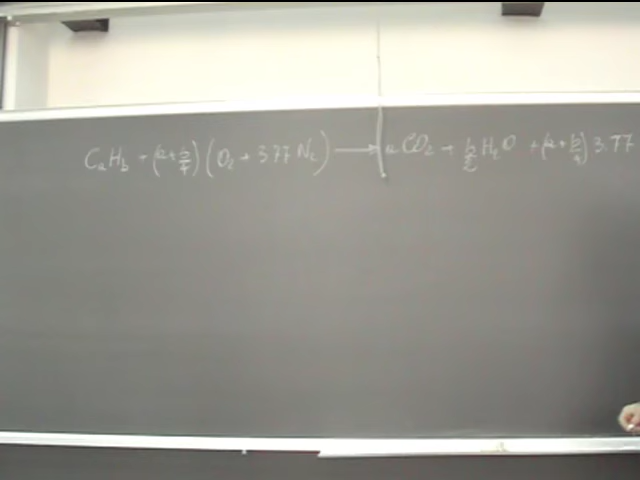 CaHb + (a+b/4) (O2 + 3.77 N2) → a CO2 + b/2 H2O + (a+b/4) 3.77